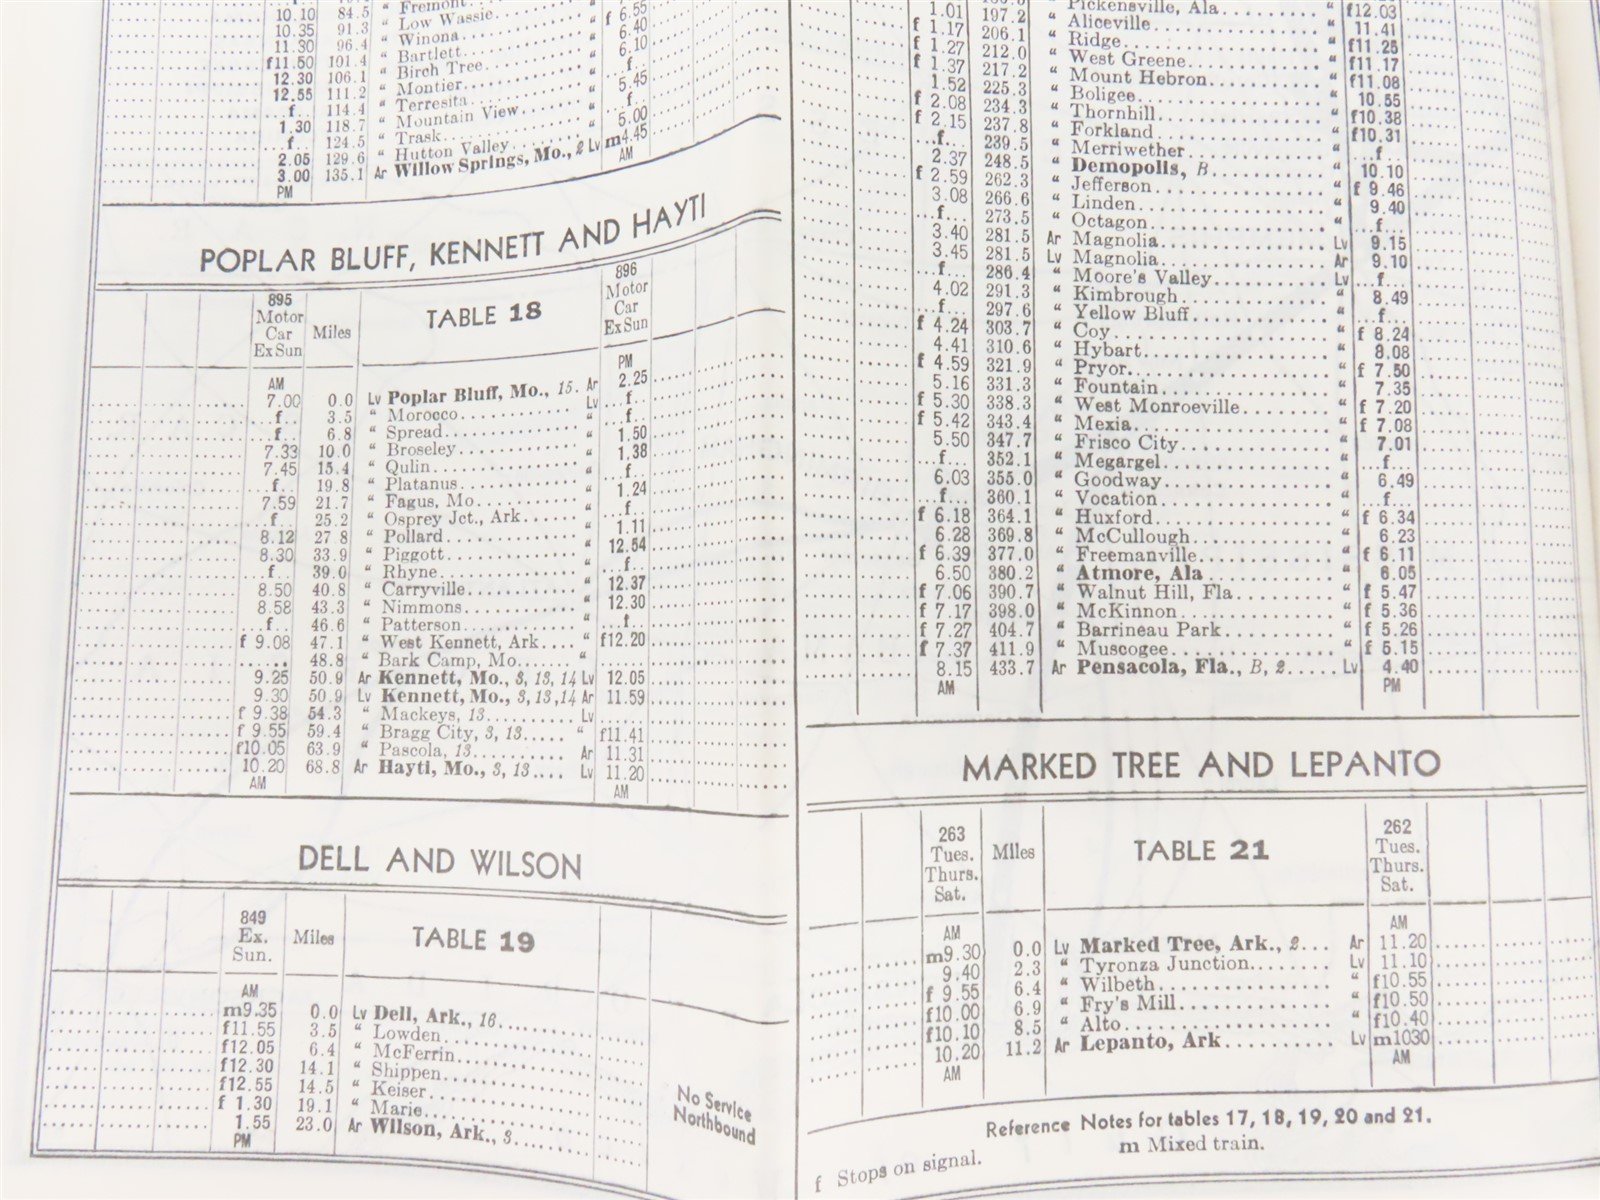 10.10 84.5 “ Fremont
10.35 91.3 “ Low Wassie
11.30 96.4 “ Winona
f11.50 101.4 “ Bartlett “ f 6.55
12.30 106.1 “ Birch Tree “ 6.40
12.55 111.2 “ Montier “ 6.10
f 114.4 “ Terresita “ f
1.30 118.7 “ Mountain View “ 5.45
f 124.5 “ Trask “ f
2.05 129.6 “ Hutton Valley “ 5.00
3.00 135.1 Ar Willow Springs, Mo., 2 Lv m4.45
PM AM
POPLAR BLUFF, KENNETT AND HAYTI
895 Motor Car ExSun Miles TABLE 18 896 Motor Car ExSun
AM PM
7.00 0.0 Lv Poplar Bluff, Mo., 15. Ar 2.25
f 3.5 “ Morocco Lv f
f 6.8 “ Spread “ f
7.33 10.0 “ Broseley “ 1.50
7.45 15.4 “ Qulin “ 1.38
f 19.8 “ Platanus “ f
7.59 21.7 “ Fagus, Mo “ 1.24
f 25.2 “ Osprey Jct., Ark “ f
8.12 27.8 “ Pollard “ 1.11
8.30 33.9 “ Piggott “ 12.54
f 39.0 “ Rhyne “ f
8.50 40.8 “ Carryville “ 12.37
8.58 43.3 “ Nimmons “ 12.30
f 46.6 “ Patterson “ f
f 9.08 47.1 “ West Kennett, Ark “ f12.20
48.8 “ Bark Camp, Mo “
9.25 50.9 Ar Kennett, Mo., 3, 13, 14 Lv 12.05
9.30 50.9 Lv Kennett, Mo., 3, 13, 14 Ar 11.59
f 9.38 54.3 “ Mackeys, 13 Lv
f 9.55 59.4 “ Bragg City, 3, 13 “ f11.41
f10.05 63.9 “ Pascola, 13 Ar 11.31
10.20 68.8 Ar Hayti, Mo., 3, 13 Lv 11.20
AM AM
DELL AND WILSON
849 Ex. Sun. Miles TABLE 19
AM
m9.35 0.0 Lv Dell, Ark., 16
f11.55 3.5 “ Lowden
f12.05 6.4 “ McFerrin
f12.30 14.1 “ Shippen
f12.55 14.5 “ Keiser
f 1.30 19.1 “ Marie
1.55 23.0 Ar Wilson, Ark., 3
PM
No Service
Northbound
“ Pickensville, Ala “ f12.03
1.01 197.2 “ Aliceville “ 11.41
f 1.17 206.1 “ Ridge “ f11.25
f 1.27 212.0 “ West Greene “ f11.17
f 1.37 217.2 “ Mount Hebron “ f11.08
1.52 225.3 “ Boligee “ 10.55
f 2.08 234.3 “ Thornhill “ f10.38
f 2.15 237.8 “ Forkland “ f10.31
f 239.5 “ Merriwether “ f
2.37 248.5 “ Demopolis, B “ 10.10
f 2.59 262.3 “ Jefferson “ f 9.46
3.08 266.6 “ Linden “ 9.40
f 273.5 “ Octagon “ f
3.40 281.5 Ar Magnolia Lv 9.15
3.45 281.5 Lv Magnolia Ar 9.10
f 286.4 “ Moore's Valley Lv f
4.02 291.3 “ Kimbrough “ 8.49
f 297.6 “ Yellow Bluff “ f
f 4.24 303.7 “ Coy “ f 8.24
4.41 310.6 “ Hybart “ 8.08
f 4.59 321.9 “ Pryor “ f 7.50
5.16 331.3 “ Fountain “ 7.35
f 5.30 338.3 “ West Monroeville “ f 7.20
f 5.42 343.4 “ Mexia “ f 7.08
5.50 347.7 “ Frisco City “ 7.01
f 352.1 “ Megargel “ f
6.03 355.0 “ Goodway “ 6.49
f 360.1 “ Vocation “ f
f 6.18 364.1 “ Huxford “ f 6.34
6.28 369.8 “ McCullough “ 6.23
f 6.39 377.0 “ Freemanville “ f 6.11
6.50 380.2 “ Atmore, Ala “ 6.05
f 7.06 390.7 “ Walnut Hill, Fla “ f 5.47
f 7.17 398.0 “ McKinnon “ f 5.36
f 7.27 404.7 “ Barrineau Park “ f 5.26
f 7.37 411.9 “ Muscogee “ f 5.15
8.15 433.7 Ar Pensacola, Fla., B, 2 Lv 4.40
AM PM
MARKED TREE AND LEPANTO
263 Tues. Thurs. Sat. Miles TABLE 21 262 Tues. Thurs. Sat.
AM AM
m9.30 0.0 Lv Marked Tree, Ark., 2 Ar 11.20
9.40 2.3 “ Tyronza Junction Lv 11.10
f 9.55 6.4 “ Wilbeth “ f10.55
f10.00 6.9 “ Fry's Mill “ f10.50
f10.10 8.5 “ Alto “ f10.40
10.20 11.2 Ar Lepanto, Ark Lv m1030
AM AM
Reference Notes for tables 17, 18, 19, 20 and 21.
f Stops on signal. m Mixed train.